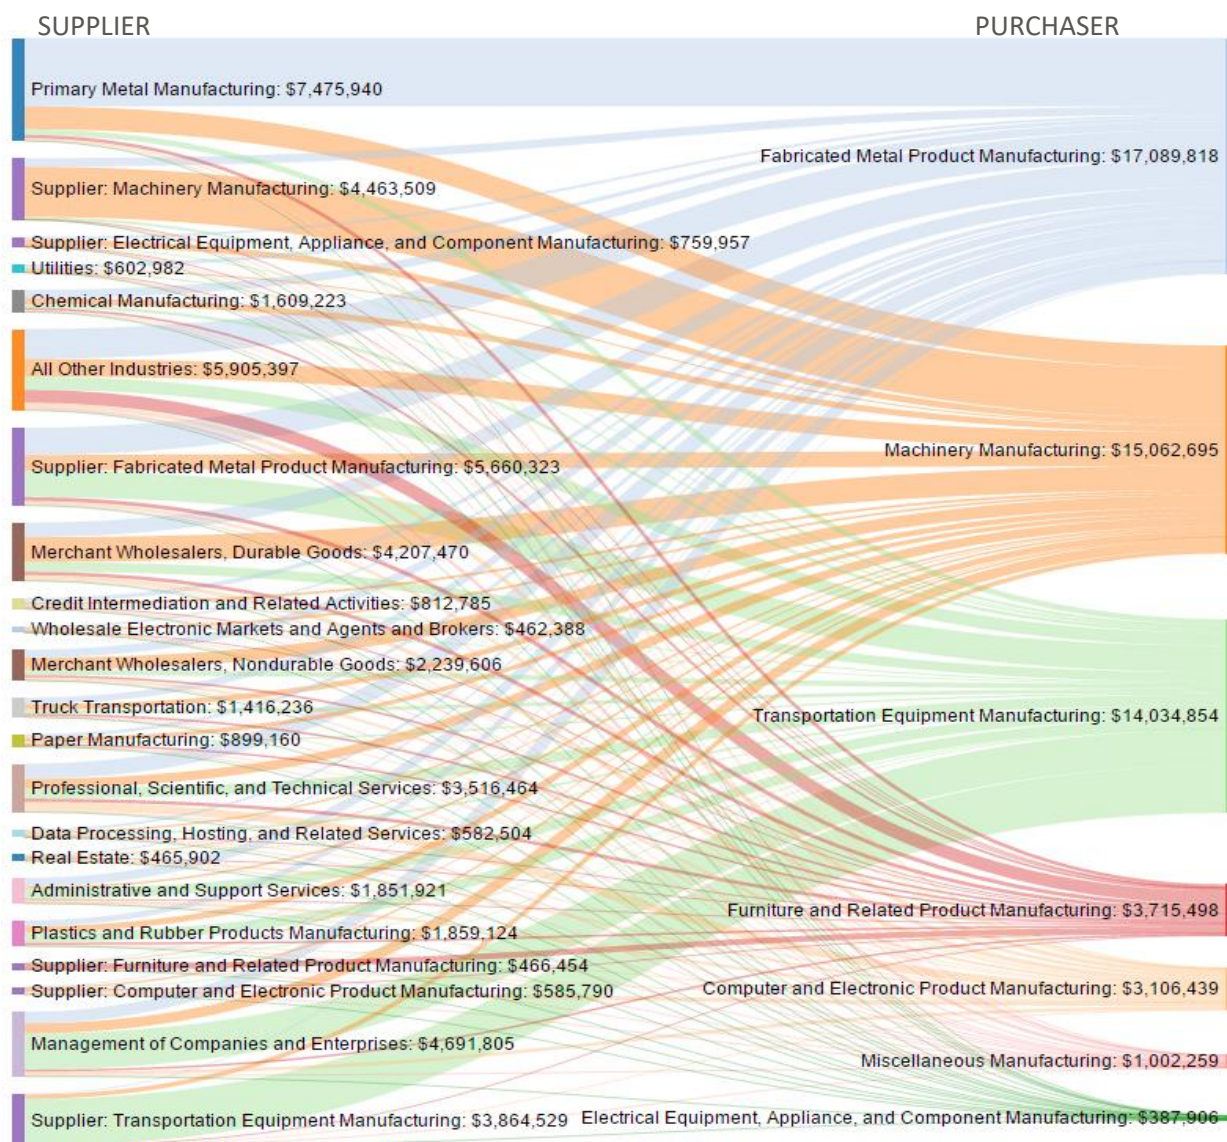 SUPPLIER
PURCHASER
Primary Metal Manufacturing: $7,475,940
Fabricated Metal Product Manufacturing: $17,089,818
Supplier: Machinery Manufacturing: $4,463,509
Supplier: Electrical Equipment, Appliance, and Component Manufacturing: $759,957
Utilities: $602,982
Chemical Manufacturing: $1,609,223
All Other Industries: $5,905,397
Machinery Manufacturing: $15,062,695
Supplier: Fabricated Metal Product Manufacturing: $5,660,323
Merchant Wholesalers, Durable Goods: $4,207,470
Credit Intermediation and Related Activities: $812,785
Wholesale Electronic Markets and Agents and Brokers: $462,388
Merchant Wholesalers, Nondurable Goods: $2,239,606
Truck Transportation: $1,416,236
Transportation Equipment Manufacturing: $14,034,854
Paper Manufacturing: $899,160
Professional, Scientific, and Technical Services: $3,516,464
Data Processing, Hosting, and Related Services: $582,504
Real Estate: $465,902
Administrative and Support Services: $1,851,921
Furniture and Related Product Manufacturing: $3,715,498
Plastics and Rubber Products Manufacturing: $1,859,124
Supplier: Furniture and Related Product Manufacturing: $466,454
Supplier: Computer and Electronic Product Manufacturing: $585,790
Computer and Electronic Product Manufacturing: $3,106,439
Management of Companies and Enterprises: $4,691,805
Miscellaneous Manufacturing: $1,002,259
Supplier: Transportation Equipment Manufacturing: $3,864,529
Electrical Equipment, Appliance, and Component Manufacturing: $387,906